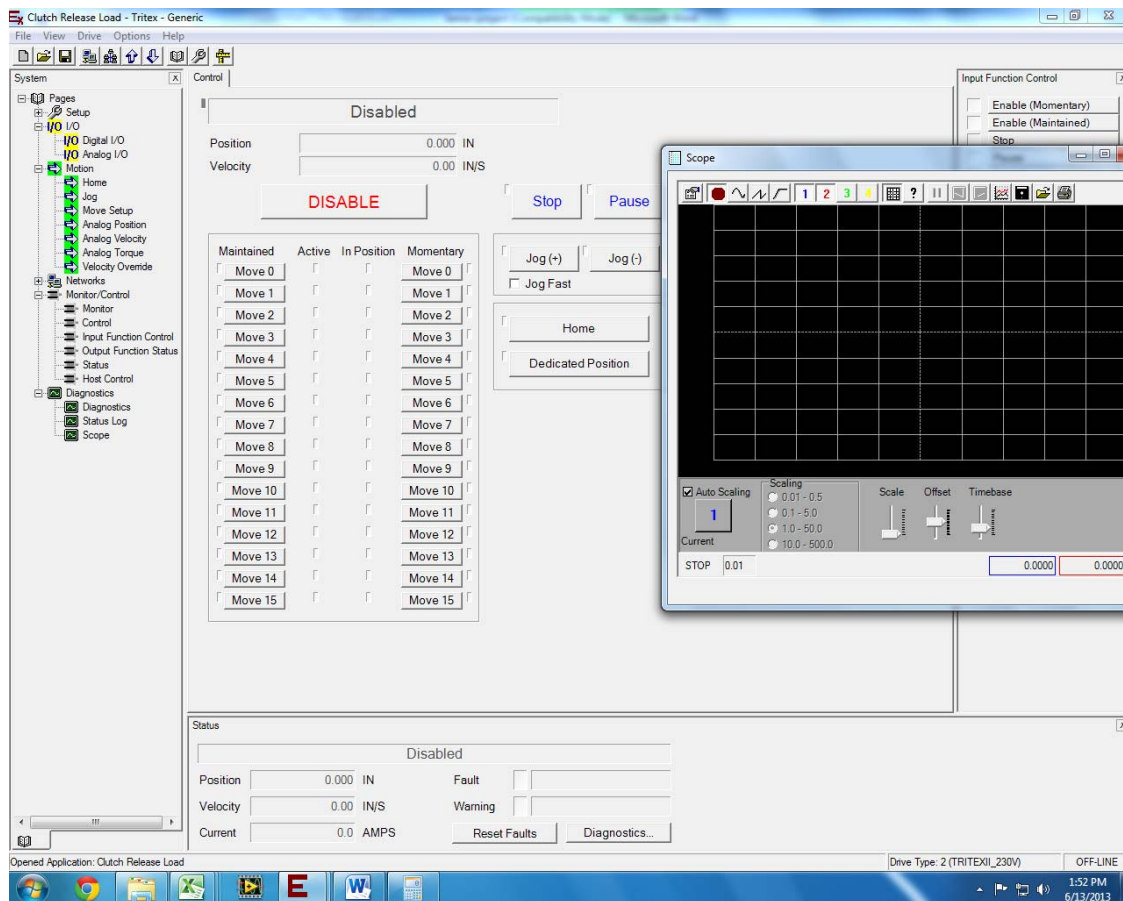 Clutch Release Load - Tritex - Generic
File View Drive Options Help
System
Pages
Setup
I/O I/O
I/O Digital I/O
I/O Analog I/O
Motion
Home
Jog
Move Setup
Analog Position
Analog Velocity
Analog Torque
Velocity Override
Networks
Monitor/Control
Monitor
Control
Input Function Control
Output Function Status
Status
Host Control
Diagnostics
Diagnostics
Status Log
Scope
Control
Disabled
Position 0.000 IN
Velocity 0.00 IN/S
DISABLE
Stop Pause
Maintained Active In Position Momentary
Move 0 Move 0
Move 1 Move 1
Move 2 Move 2
Move 3 Move 3
Move 4 Move 4
Move 5 Move 5
Move 6 Move 6
Move 7 Move 7
Move 8 Move 8
Move 9 Move 9
Move 10 Move 10
Move 11 Move 11
Move 12 Move 12
Move 13 Move 13
Move 14 Move 14
Move 15 Move 15
Jog (+) Jog (-)
Jog Fast
Home
Dedicated Position
Input Function Control
Enable (Momentary)
Enable (Maintained)
Stop
Scope
1 2 3 4 ?
Auto Scaling
1
Current
Scaling
0.01 - 0.5
0.1 - 5.0
1.0 - 50.0
10.0 - 500.0
Scale Offset Timebase
STOP 0.01 0.0000 0.0000
Status
Disabled
Position 0.000 IN Fault
Velocity 0.00 IN/S Warning
Current 0.0 AMPS Reset Faults Diagnostics...
Opened Application: Clutch Release Load Drive Type: 2 (TRITEXII_230V) OFF-LINE
1:52 PM
6/13/2013